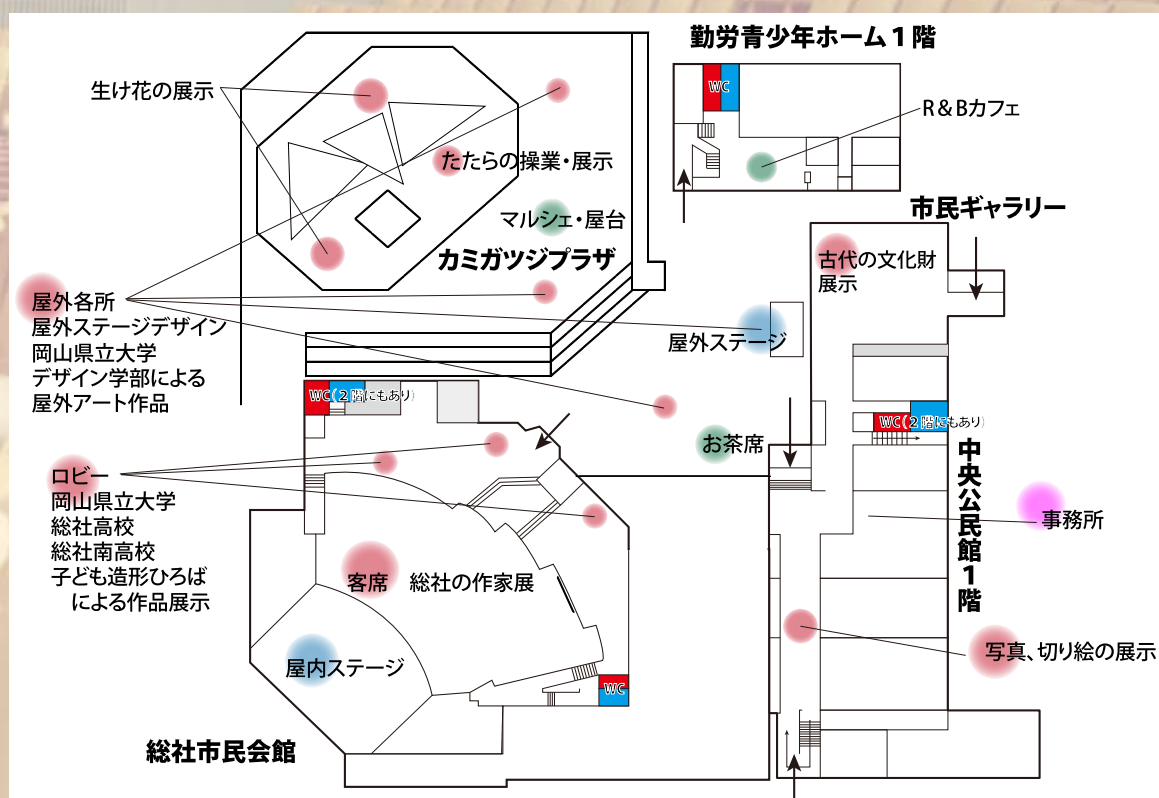 勤労青少年ホーム１階
WC
R＆Bカフェ
生け花の展示
たたらの操業・展示
マルシェ・屋台
カミガツジプラザ
市民ギャラリー
古代の文化財
展示
屋外各所
屋外ステージデザイン
岡山県立大学
デザイン学部による
屋外アート作品
屋外ステージ
WC(２階にもあり)
WC(２階にもあり)
お茶席
中央公民館１階
事務所
ロビー
岡山県立大学
総社高校
総社南高校
子ども造形ひろば
による作品展示
客席　総社の作家展
屋内ステージ
WC
写真、切り絵の展示
総社市民会館